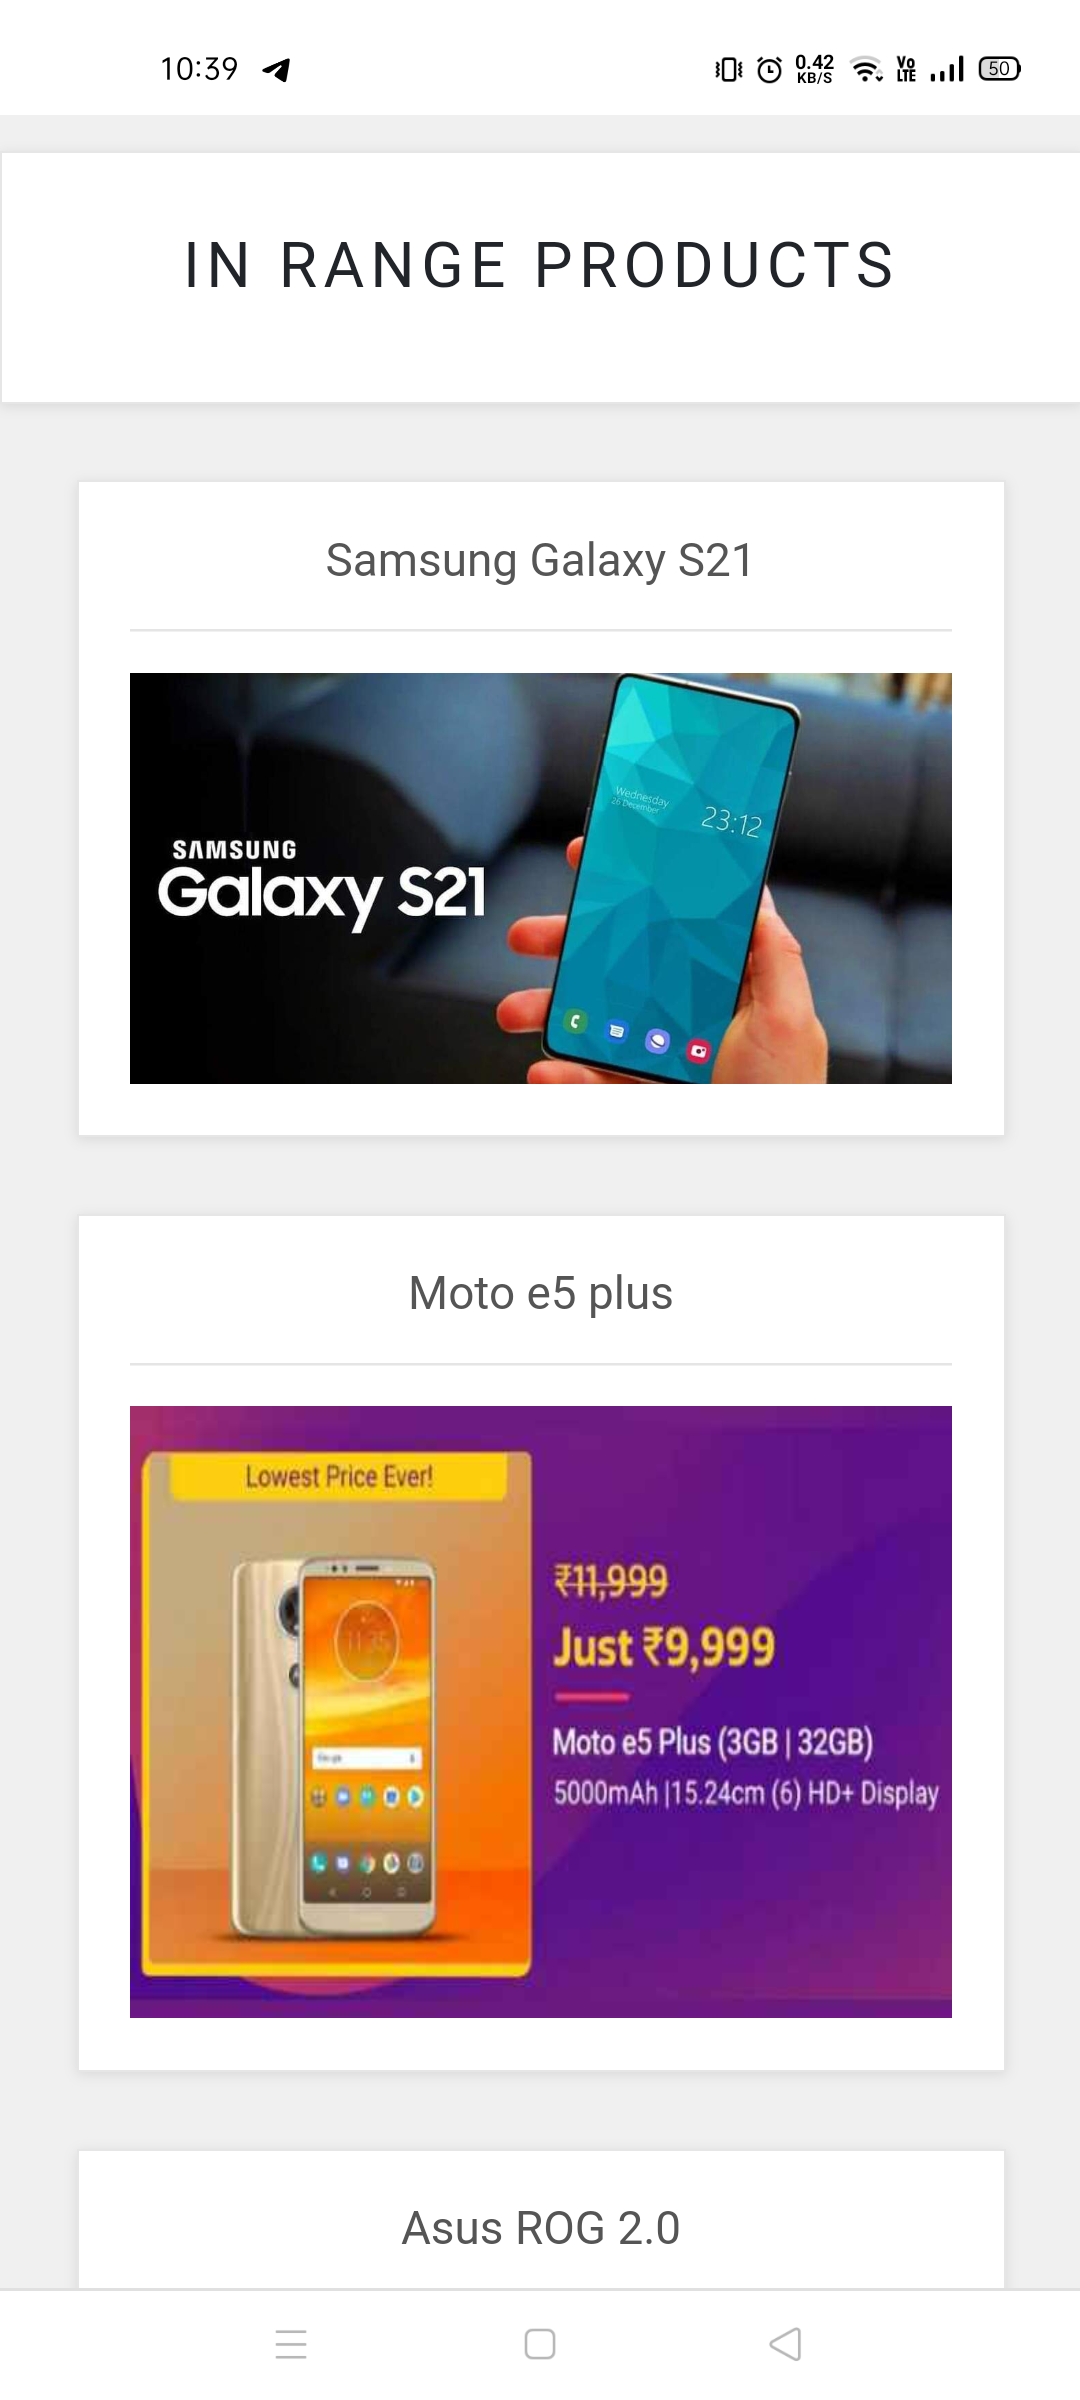 10:39
0.42
KB/S
Vo
LTE
50
IN RANGE PRODUCTS
Samsung Galaxy S21
Wednesday
26 December
23:12
SAMSUNG
Galaxy S21
Moto e5 plus
Lowest Price Ever!
₹11,999
Just ₹9,999
Moto e5 Plus (3GB | 32GB)
5000mAh |15.24cm (6) HD+ Display
Asus ROG 2.0